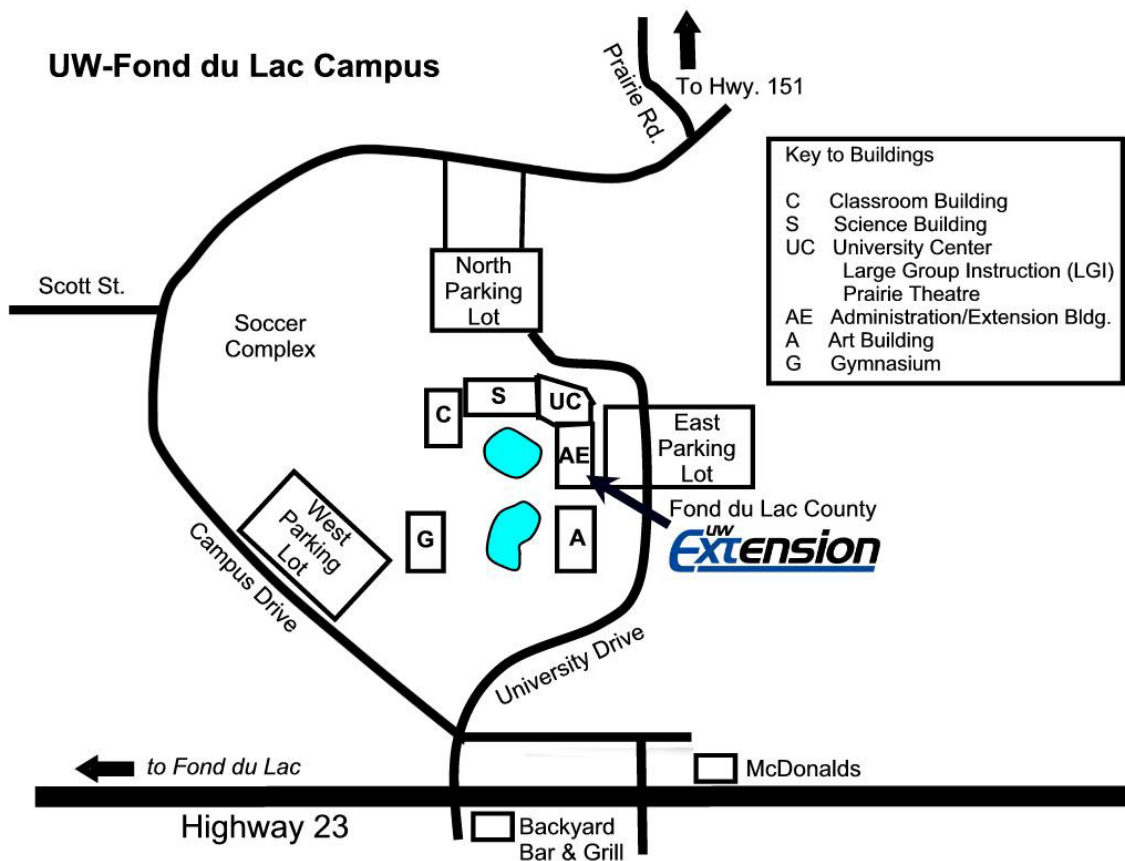 UW-Fond du Lac Campus
Prairie Rd.
To Hwy. 151
Key to Buildings
C Classroom Building
S Science Building
UC University Center
Large Group Instruction (LGI)
Prairie Theatre
AE Administration/Extension Bldg.
A Art Building
G Gymnasium
Scott St.
North
Parking
Lot
Soccer
Complex
S
UC
C
East
Parking
Lot
AE
West
Parking
Lot
G
A
Fond du Lac County
UW
Extension
Campus Drive
University Drive
to Fond du Lac
McDonalds
Highway 23
Backyard
Bar & Grill